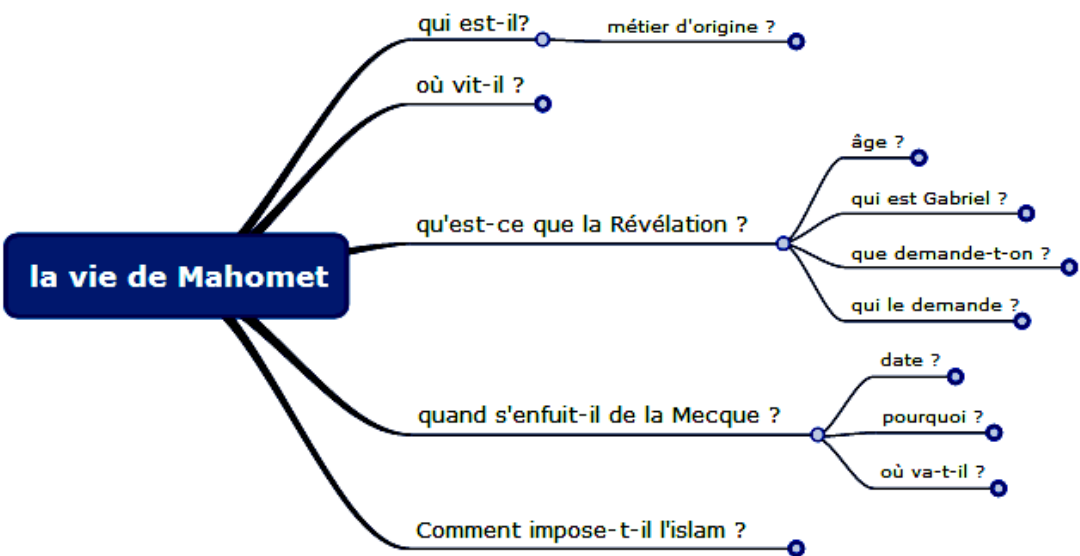 la vie de Mahomet
qui est-il?
métier d'origine ?
où vit-il ?
qu'est-ce que la Révélation ?
âge ?
qui est Gabriel ?
que demande-t-on ?
qui le demande ?
quand s'enfuit-il de la Mecque ?
date ?
pourquoi ?
où va-t-il ?
Comment impose-t-il l'islam ?